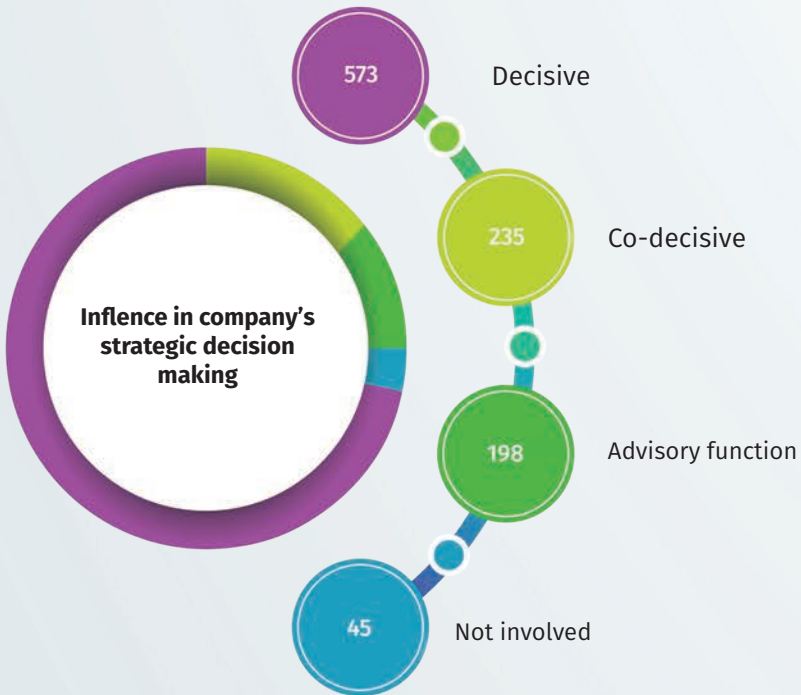 573
Decisive
235
Co-decisive
Inflence in company’s
strategic decision
making
198
Advisory function
45
Not involved